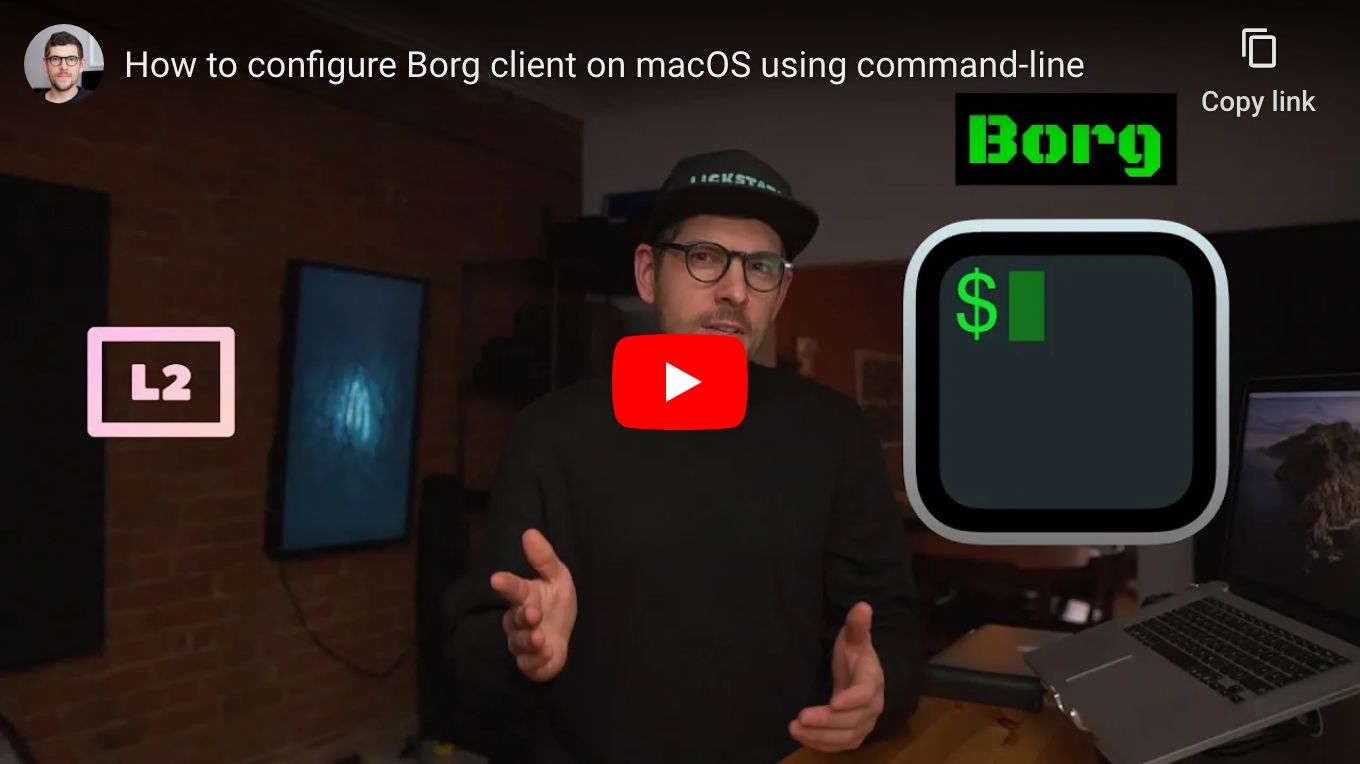 How to configure Borg client on macOS using command-line
Copy link
Borg
$
L2